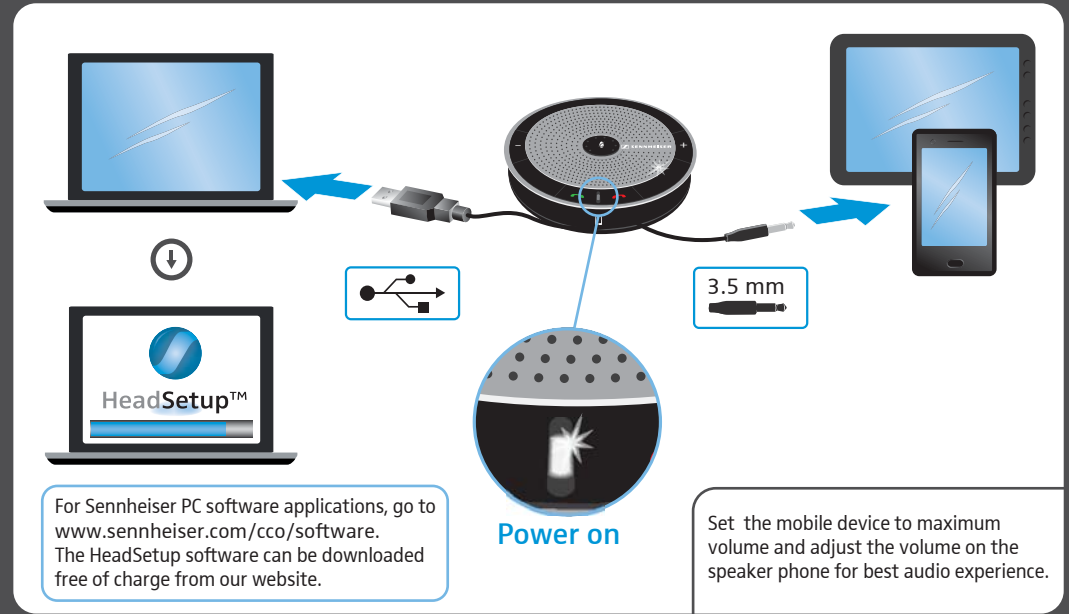 SENNHEISER
3.5 mm
HeadSetup™
Power on
For Sennheiser PC software applications, go to
www.sennheiser.com/cco/software.
The HeadSetup software can be downloaded
free of charge from our website.
Set the mobile device to maximum
volume and adjust the volume on the
speaker phone for best audio experience.